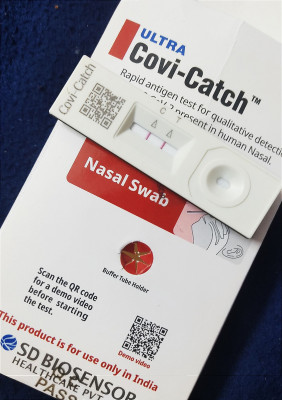 ULTRA
Covi-Catch™
Rapid antigen test for qualitative
present in human Nasal.
Covi-Catch
C T
Nasal Swab
Buffer Tube Holder
Scan the QR code
for a demo video
before starting
the test.
Demo video
This product is for use only in India
SD BIOSENSOR
HEALTHCARE PVT
PASS